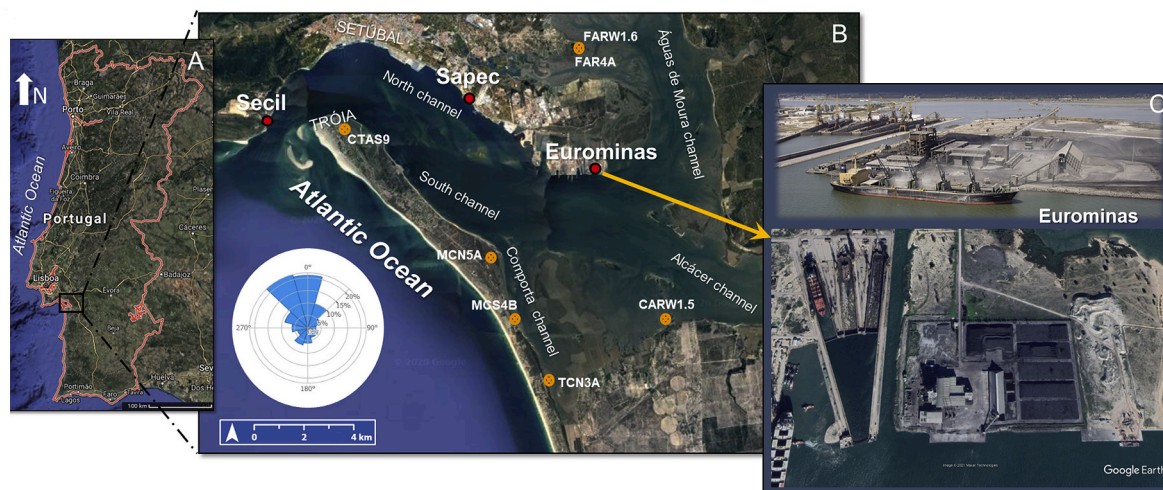 A
N
Braga
Guimarães
Porto
Vila Real
Aveiro
Coimbra
Figueira
da Foz
Portugal
Atlantic Ocean
Cáceres
Lisboa
Badajoz
Évora
Beja
Portimão
Lagos
Faro
Tavira
Huelva
100 km
B
SETÚBAL
FARW1.6
FAR4A
Águas de Moura channel
North channel
Sapec
Secil
TRÓIA
CTAS9
Eurominas
South channel
Atlantic Ocean
MCN5A
Comporta channel
Alcácer channel
MCS4B
CARW1.5
TCN3A
0°
20%
15%
10%
5%
270°
90°
180°
0 2 4 km
C
Eurominas
Google Earth